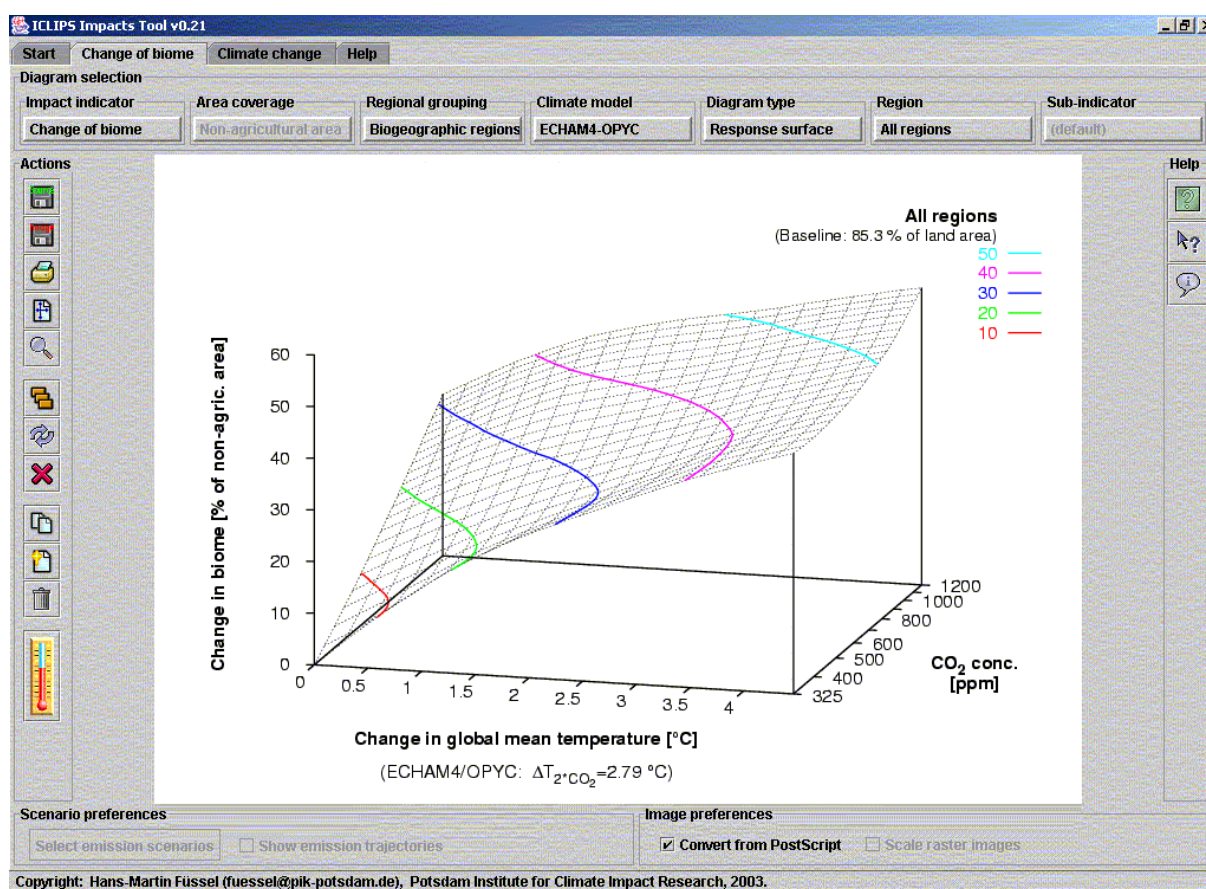 ICLIPS Impacts Tool v0.21
Start Change of biome Climate change Help
Diagram selection
Impact indicator Area coverage Regional grouping Climate model Diagram type Region Sub-indicator
Change of biome Non-agricultural area Biogeographic regions ECHAM4-OPYC Response surface All regions (default)
Actions
Help
All regions
(Baseline: 85.3 % of land area)
50
40
30
20
10
Change in biome [% of non-agric. area]
60
50
40
30
20
10
0
0 0.5 1 1.5 2 2.5 3 3.5 4
325 400 500 600 800 1000 1200
CO2 conc.
[ppm]
Change in global mean temperature [°C]
(ECHAM4/OPYC: ΔT2*CO2=2.79 °C)
Scenario preferences
Select emission scenarios Show emission trajectories
Image preferences
Convert from PostScript Scale raster images
Copyright: Hans-Martin Füssel (fuessel@pik-potsdam.de), Potsdam Institute for Climate Impact Research, 2003.